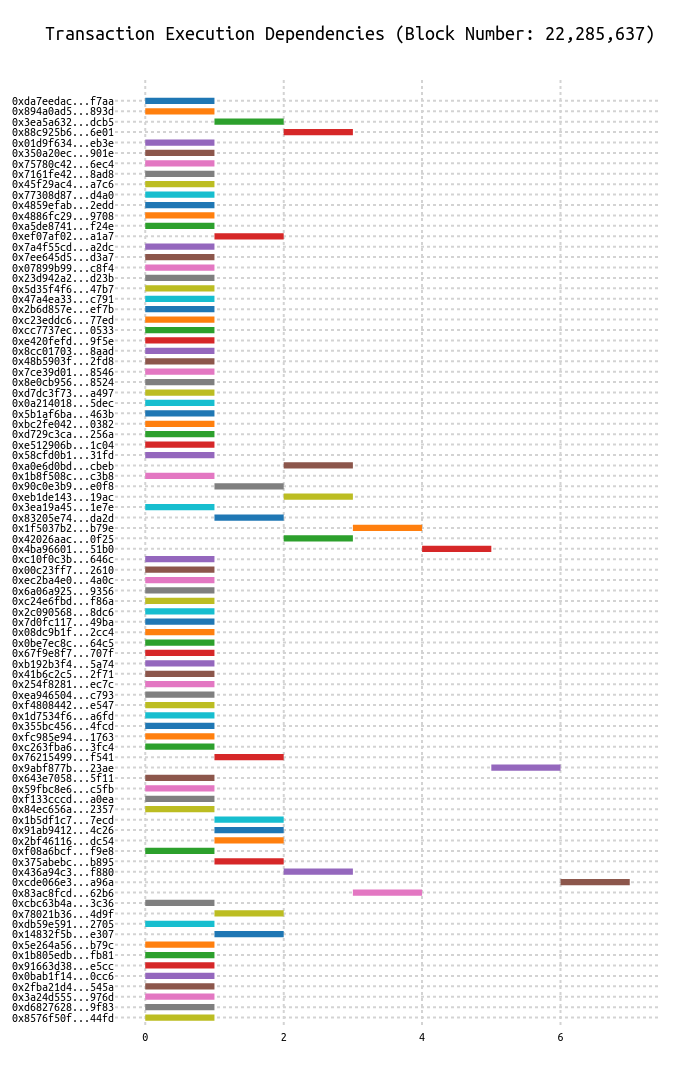 Transaction Execution Dependencies (Block Number: 22,285,637)
0xda7eedac...f7aa
0x894a0ad5...893d
0x3ea5a632...dcb5
0x88c925b6...6e01
0x01d9f634...eb3e
0x350a20ec...901e
0x75780c42...6ec4
0x7161fe42...8ad8
0x45f29ac4...a7c6
0x77308d87...d4a0
0x4859efab...2edd
0x4886fc29...9708
0xa5de8741...f24e
0xef07af02...a1a7
0x7a4f55cd...a2dc
0x7ee645d5...d3a7
0x07899b99...c8f4
0x23d942a2...d23b
0x5d35f4f6...47b7
0x47a4ea33...c791
0x2b6d857e...ef7b
0xc23eddc6...77ed
0xcc7737ec...0533
0xe420fefd...9f5e
0x8cc01703...8aad
0x48b5903f...2fd8
0x7ce39d01...8546
0x8e0cb956...8524
0xd7dc3f73...a497
0x0a214018...5dec
0x5b1af6ba...463b
0xbc2fe042...0382
0xd729c3ca...256a
0xe512906b...1c04
0x58cfd0b1...31fd
0xa0e6d0bd...cbeb
0x1b8f508c...c3b8
0x90c0e3b9...e0f8
0xeb1de143...19ac
0x3ea19a45...1e7e
0x83205e74...da2d
0x1f5037b2...b79e
0x42026aac...0f25
0x4ba96601...51b0
0xc10f0c3b...646c
0x00c23ff7...2610
0xec2ba4e0...4a0c
0x6a06a925...9356
0xc24e6fbd...f86a
0x2c090568...8dc6
0x7d0fc117...49ba
0x08dc9b1f...2cc4
0x0be7ec8c...64c5
0x67f9e8f7...707f
0xb192b3f4...5a74
0x41b6c2c5...2f71
0x254f8281...ec7c
0xea946504...c793
0xf4808442...e547
0x1d7534f6...a6fd
0x355bc456...4fcd
0xfc985e94...1763
0xc263fba6...3fc4
0x76215499...f541
0x9abf877b...23ae
0x643e7058...5f11
0x59fbc8e6...c5fb
0xf133cccd...a0ea
0x84ec656a...2357
0x1b5df1c7...7ecd
0x91ab9412...4c26
0x2bf46116...dc54
0xf08a6bcf...f9e8
0x375abebc...b895
0x436a94c3...f880
0xcde066e3...a96a
0x83ac8fcd...62b6
0xcbc63b4a...3c36
0x78021b36...4d9f
0xdb59e591...2705
0x14832f5b...e307
0x5e264a56...b79c
0x1b805edb...fb81
0x91663d38...e5cc
0x0bab1f14...0cc6
0x2fba21d4...545a
0x3a24d555...976d
0xd6827628...9f83
0x8576f50f...44fd
0 2 4 6